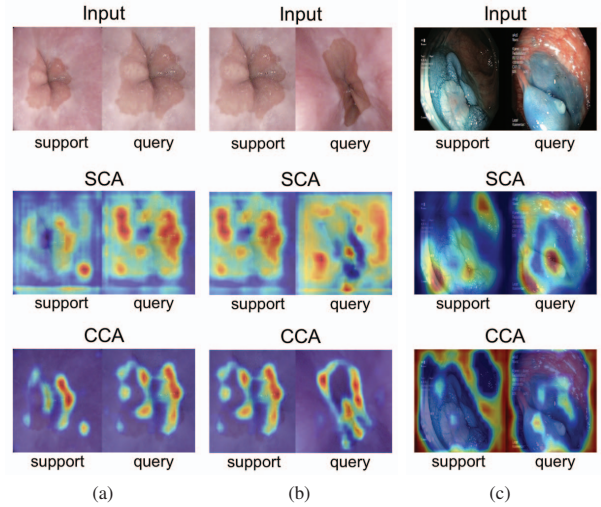 Input Input Input
support query support query support query
SCA SCA SCA
support query support query support query
CCA CCA CCA
support query support query support query
(a) (b) (c)